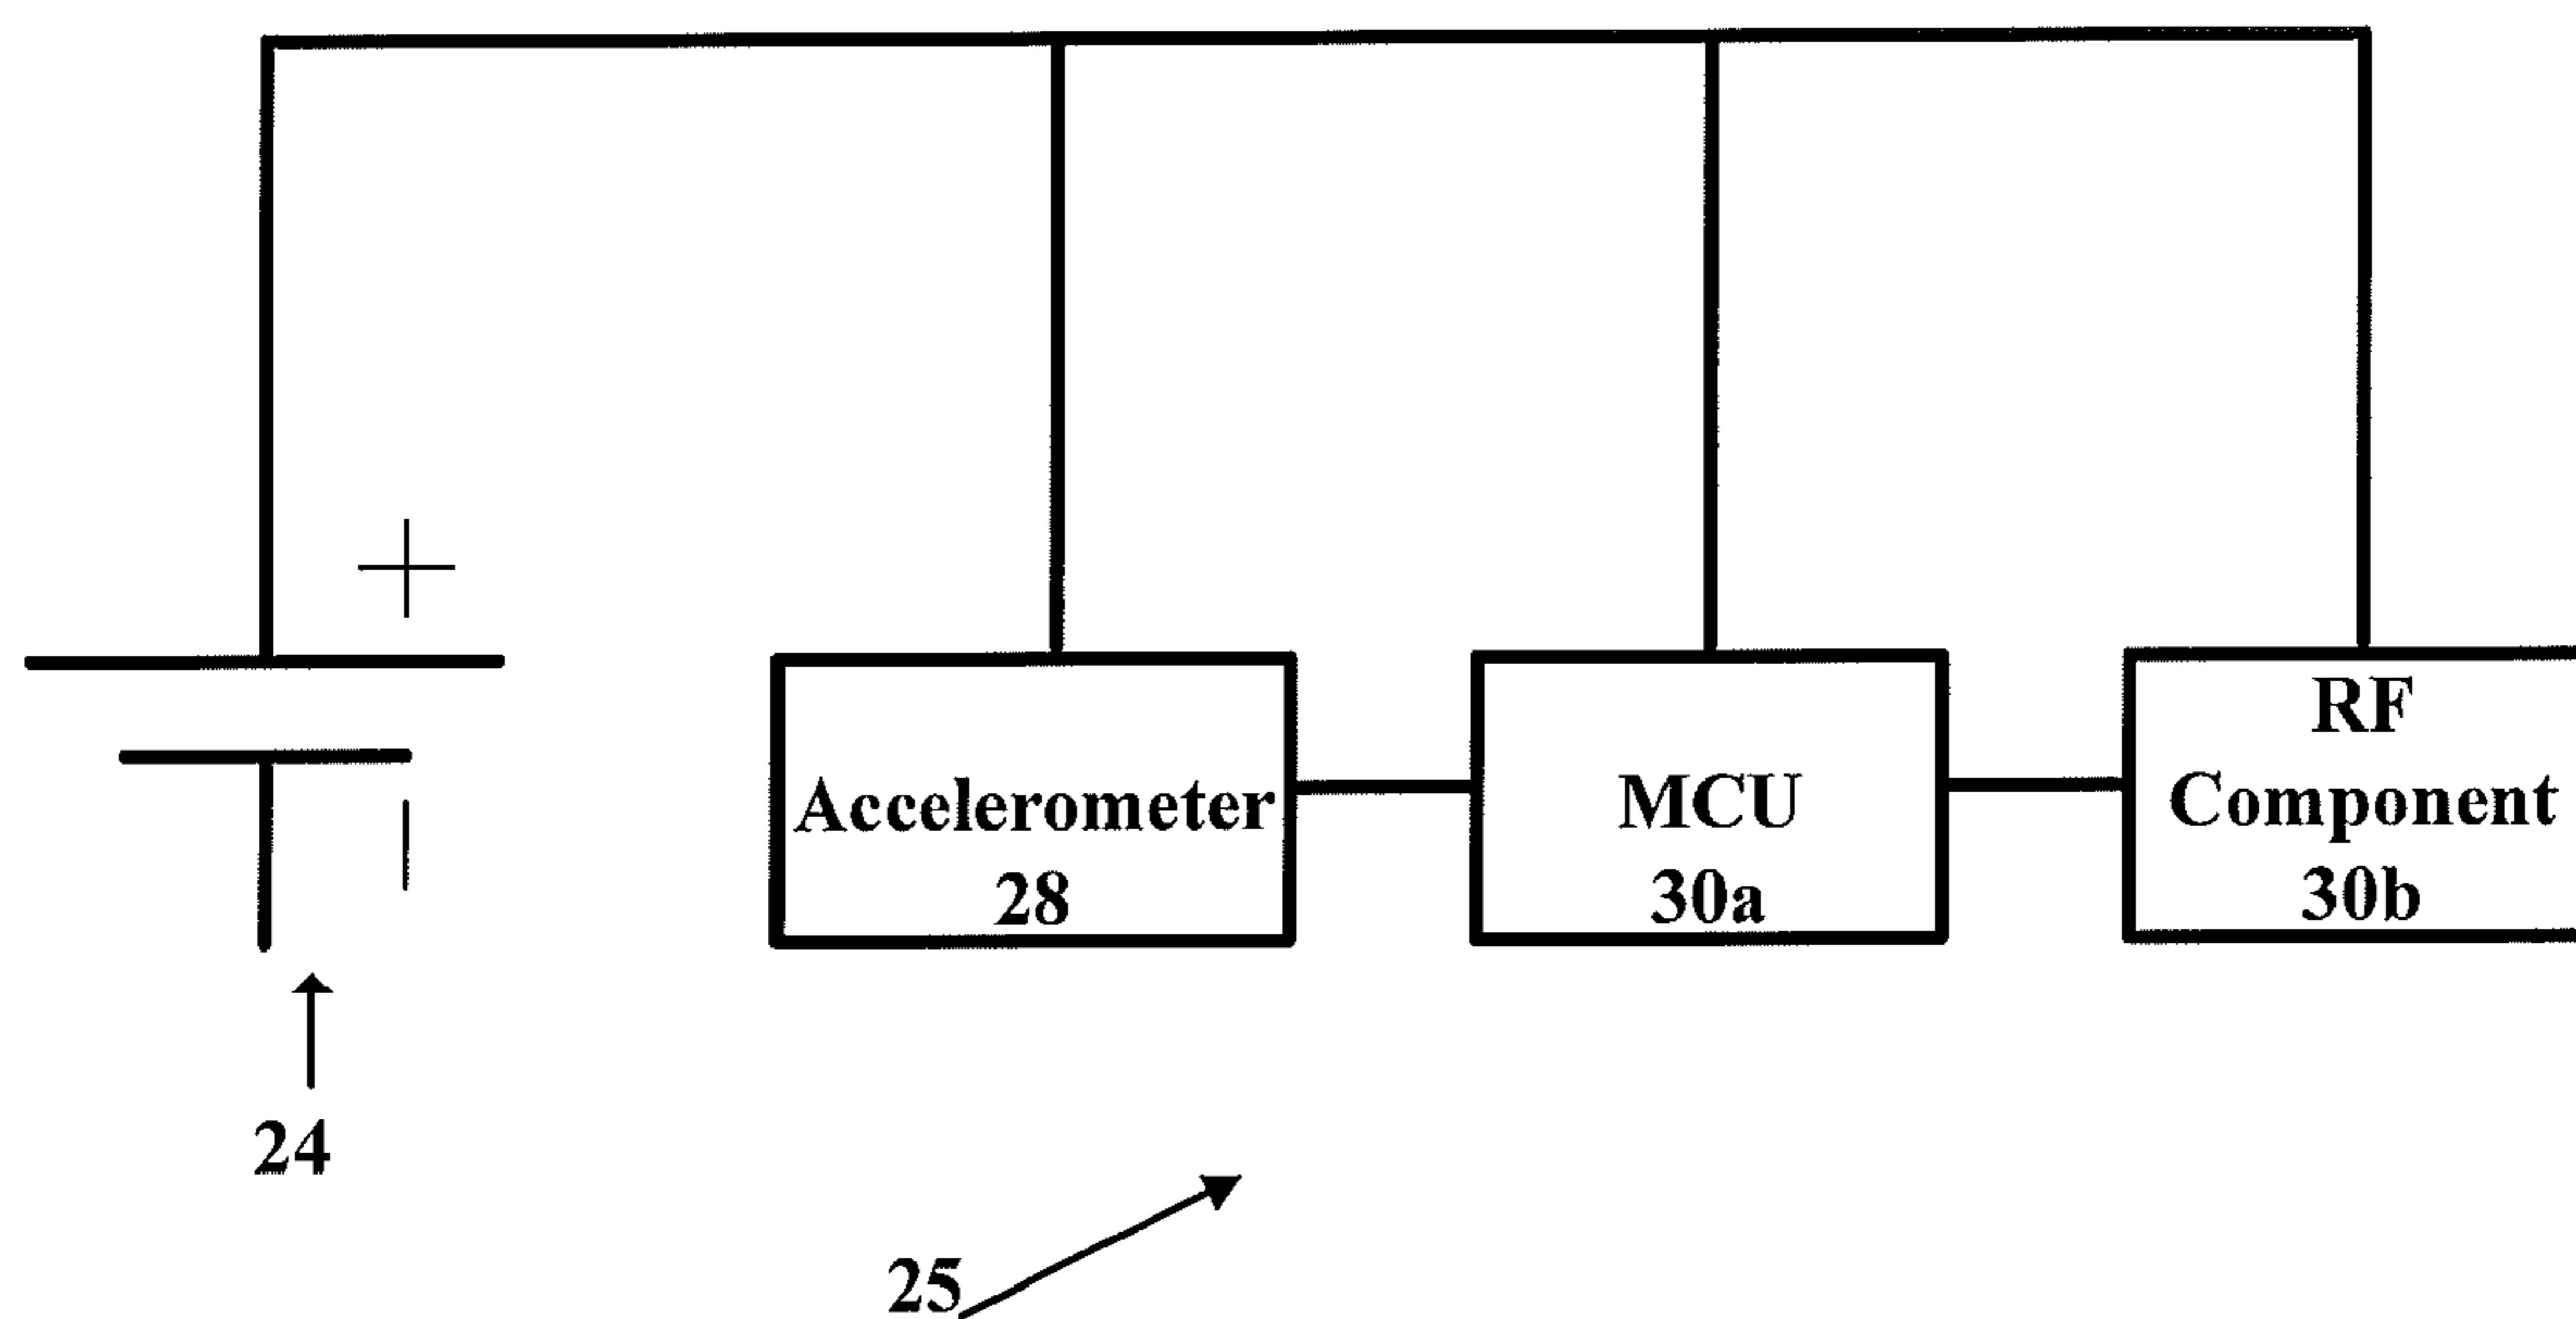 +
|
Accelerometer
28
MCU
30a
RF
Component
30b
24
25